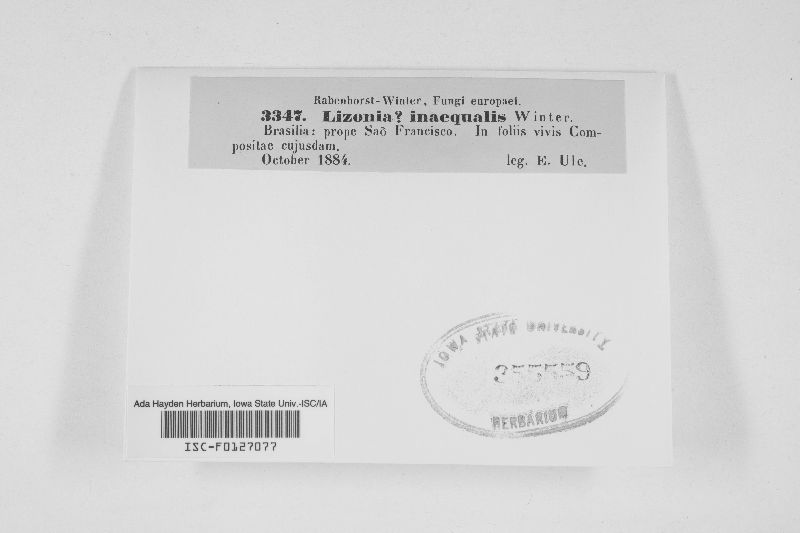 Rabenhorst-Winter, Fungi europaei.
3347. Lizonia? inaequalis Winter.
Brasilia: prope Saõ Francisco. In foliis vivis Com-
positae cujusdam.
October 1884. leg. E. Ule.
IOWA STATE UNIVERSITY
355559
HERBARIUM
Ada Hayden Herbarium, Iowa State Univ.-ISC/IA
ISC-F0127077